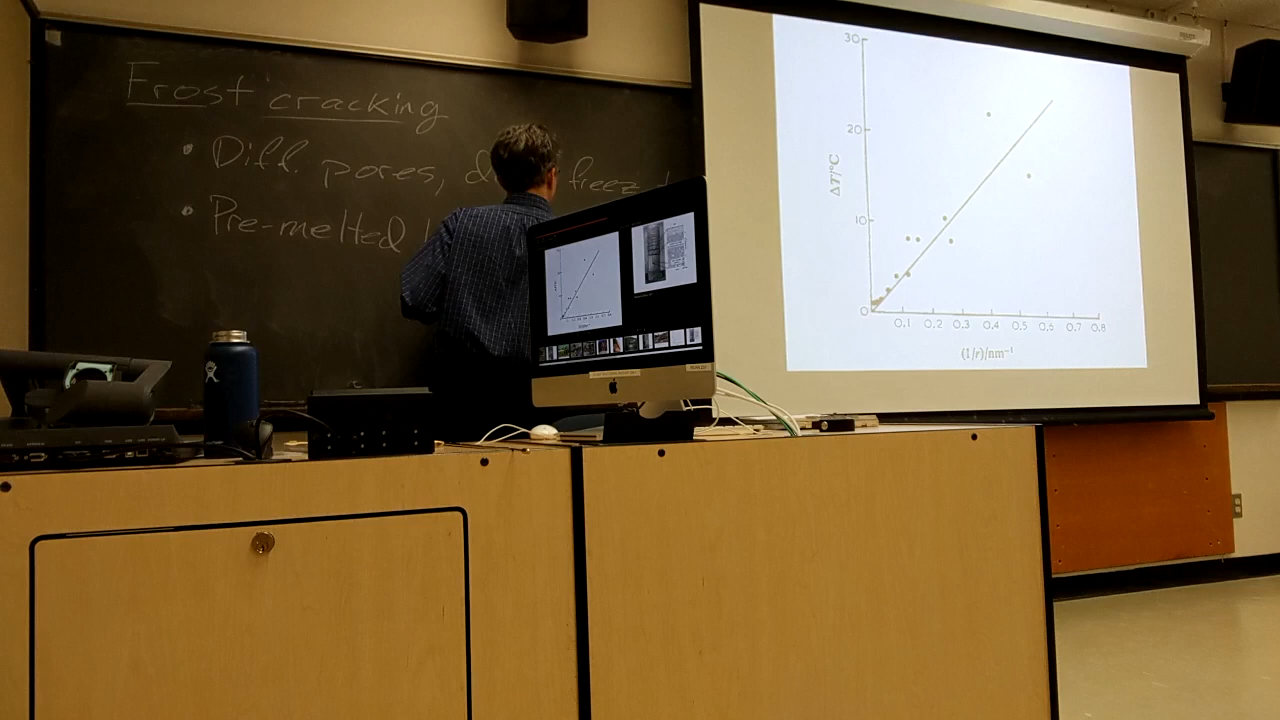 Frost cracking
• Diff. pores, freez
• Pre-melted
30
20
10
0
ΔT/°C
0.1 0.2 0.3 0.4 0.5 0.6 0.7 0.8
(1/r)/nm⁻¹